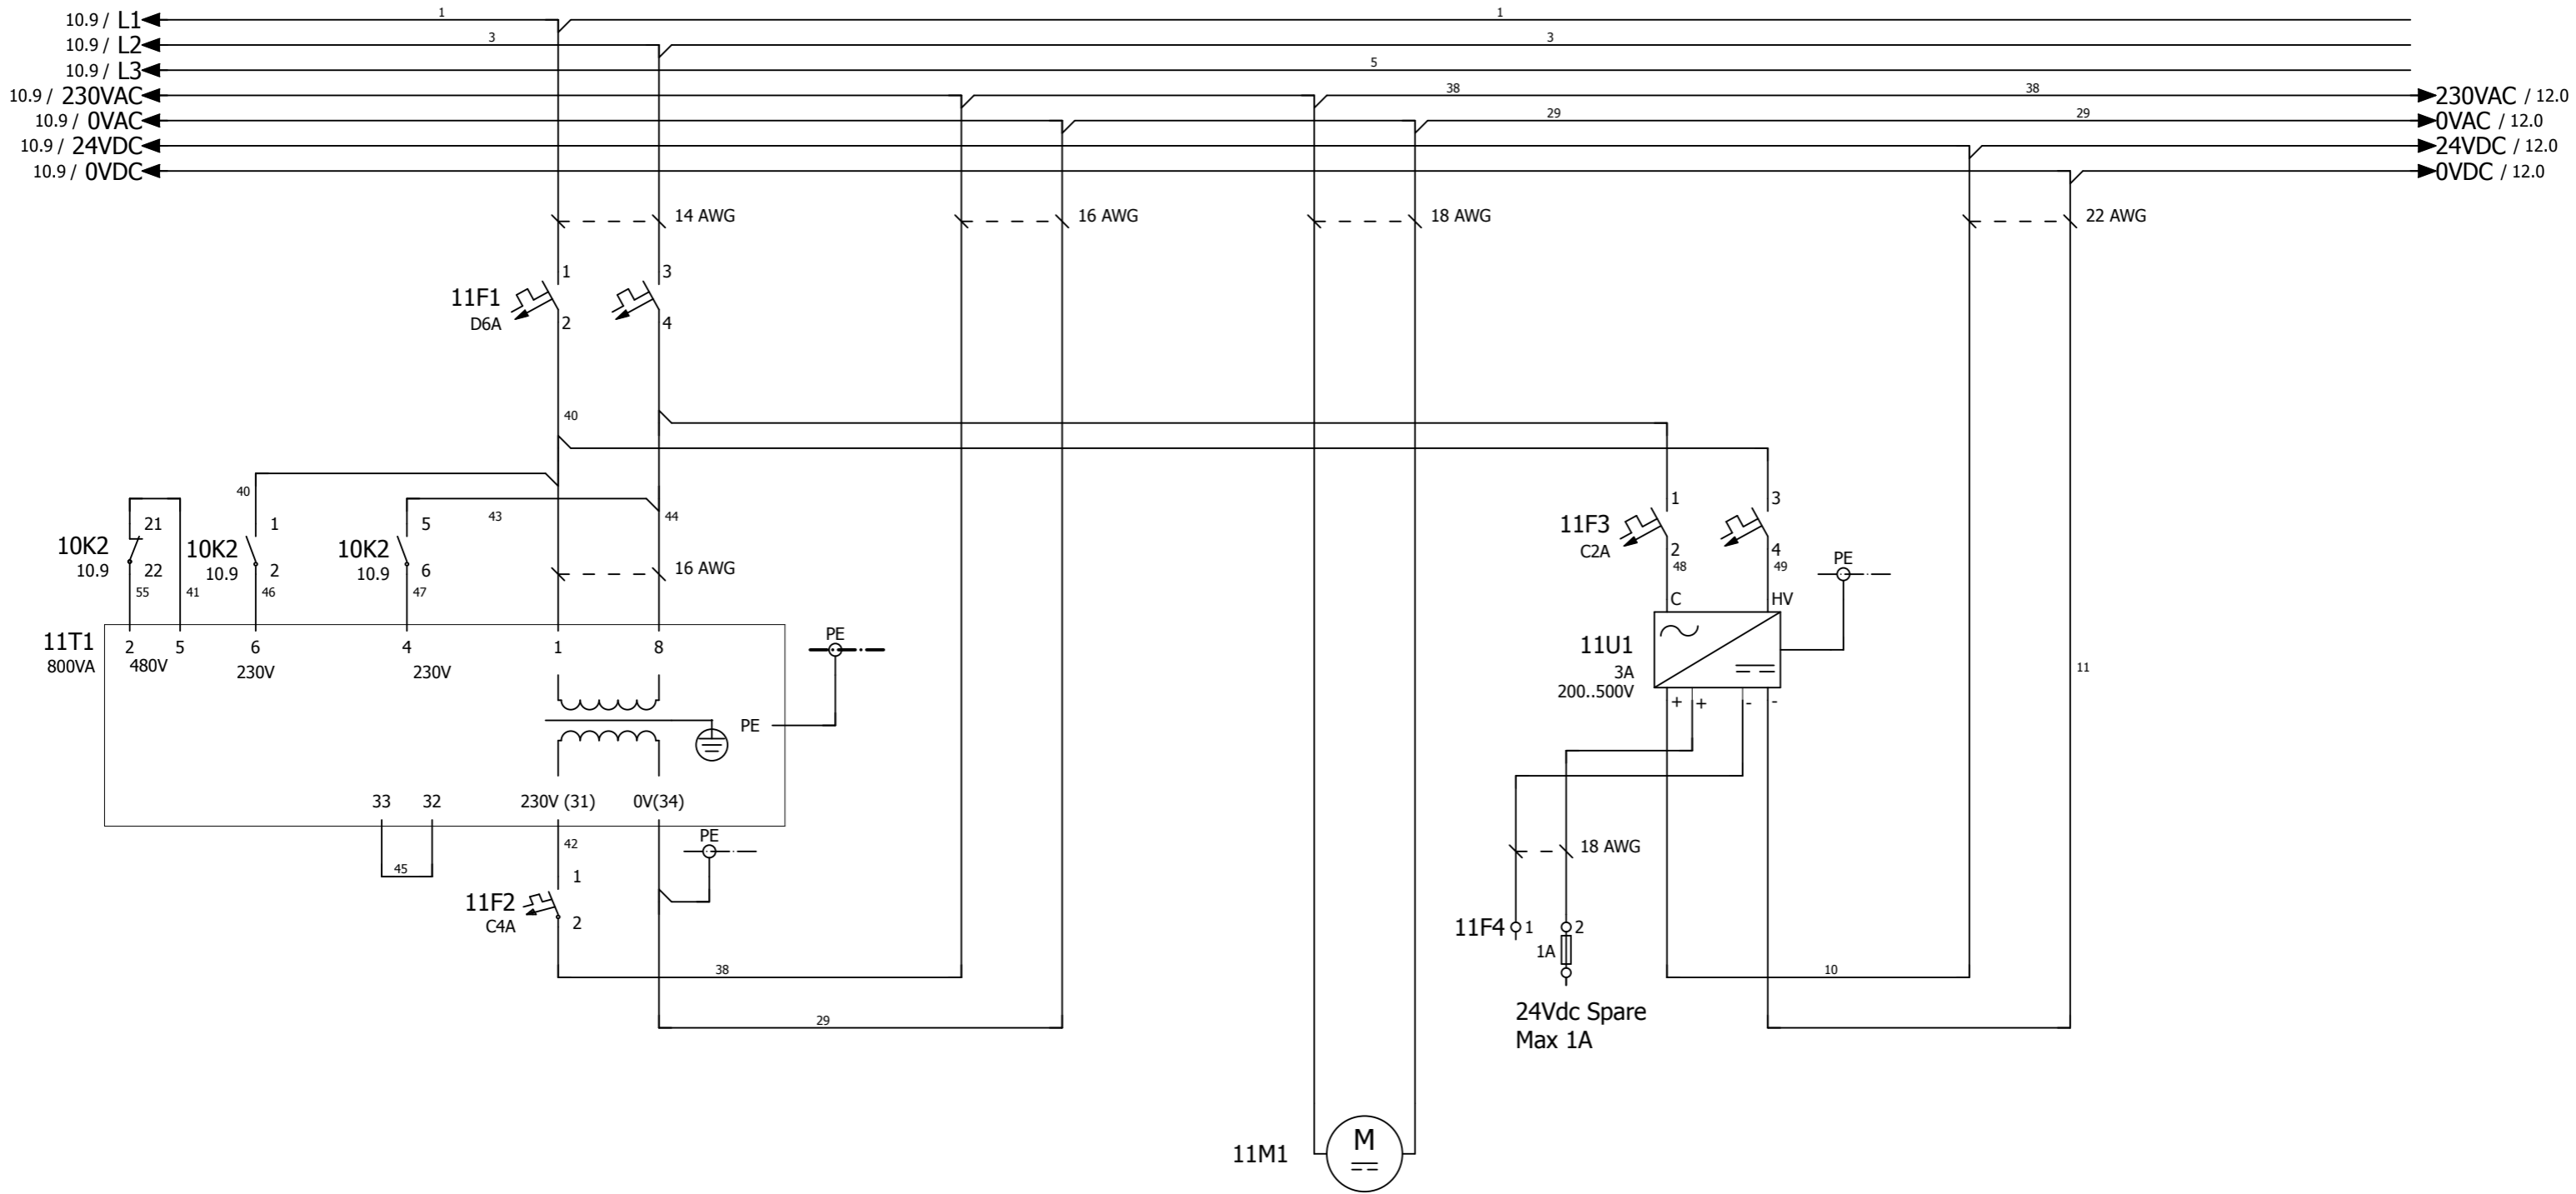 10.9 / L1 1 1
10.9 / L2 3 3
10.9 / L3 5
10.9 / 230VAC 38 38 230VAC / 12.0
10.9 / 0VAC 29 29 0VAC / 12.0
10.9 / 24VDC 24VDC / 12.0
10.9 / 0VDC 0VDC / 12.0
14 AWG 16 AWG 18 AWG 22 AWG
1 3
11F1
D6A 2 4
40
40 43 44
1 3
21 1 5
11F3
C2A 2 4
48 49
10K2 10K2 10K2
10.9 22 10.9 2 10.9 6
55 41 46 47
16 AWG
PE
C HV
11T1 2 5 6 4 1 8
800VA 480V 230V 230V
PE
11U1
3A
200..500V
11
+ + - -
PE
33 32 230V (31) 0V(34)
PE
42
45
18 AWG
1
11F2
C4A 2
11F4 1 2
1A
38 10
24Vdc Spare
Max 1A
29
11M1 M